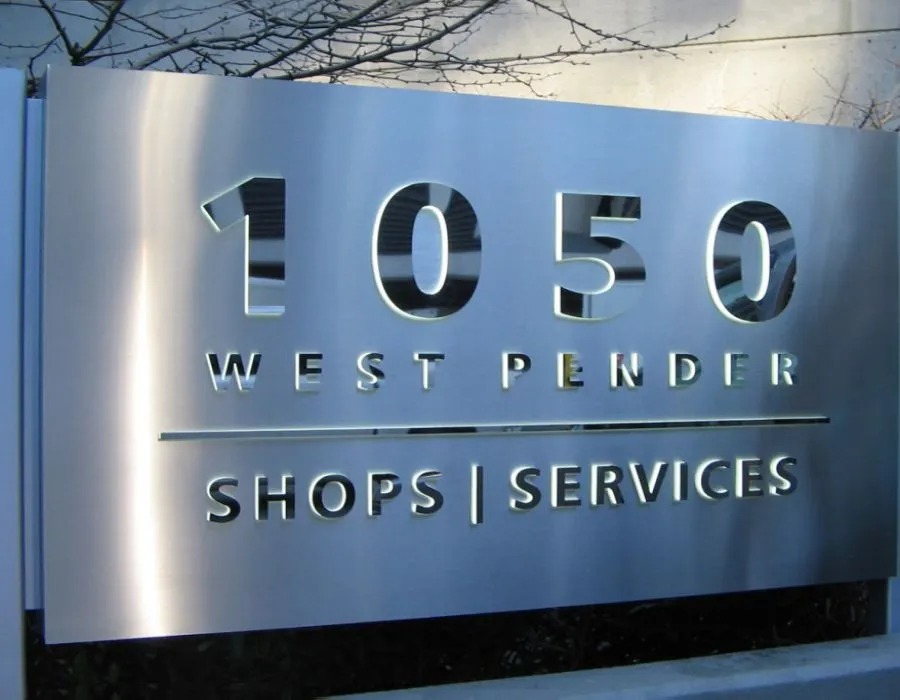 1050
WEST PENDER
SHOPS | SERVICES